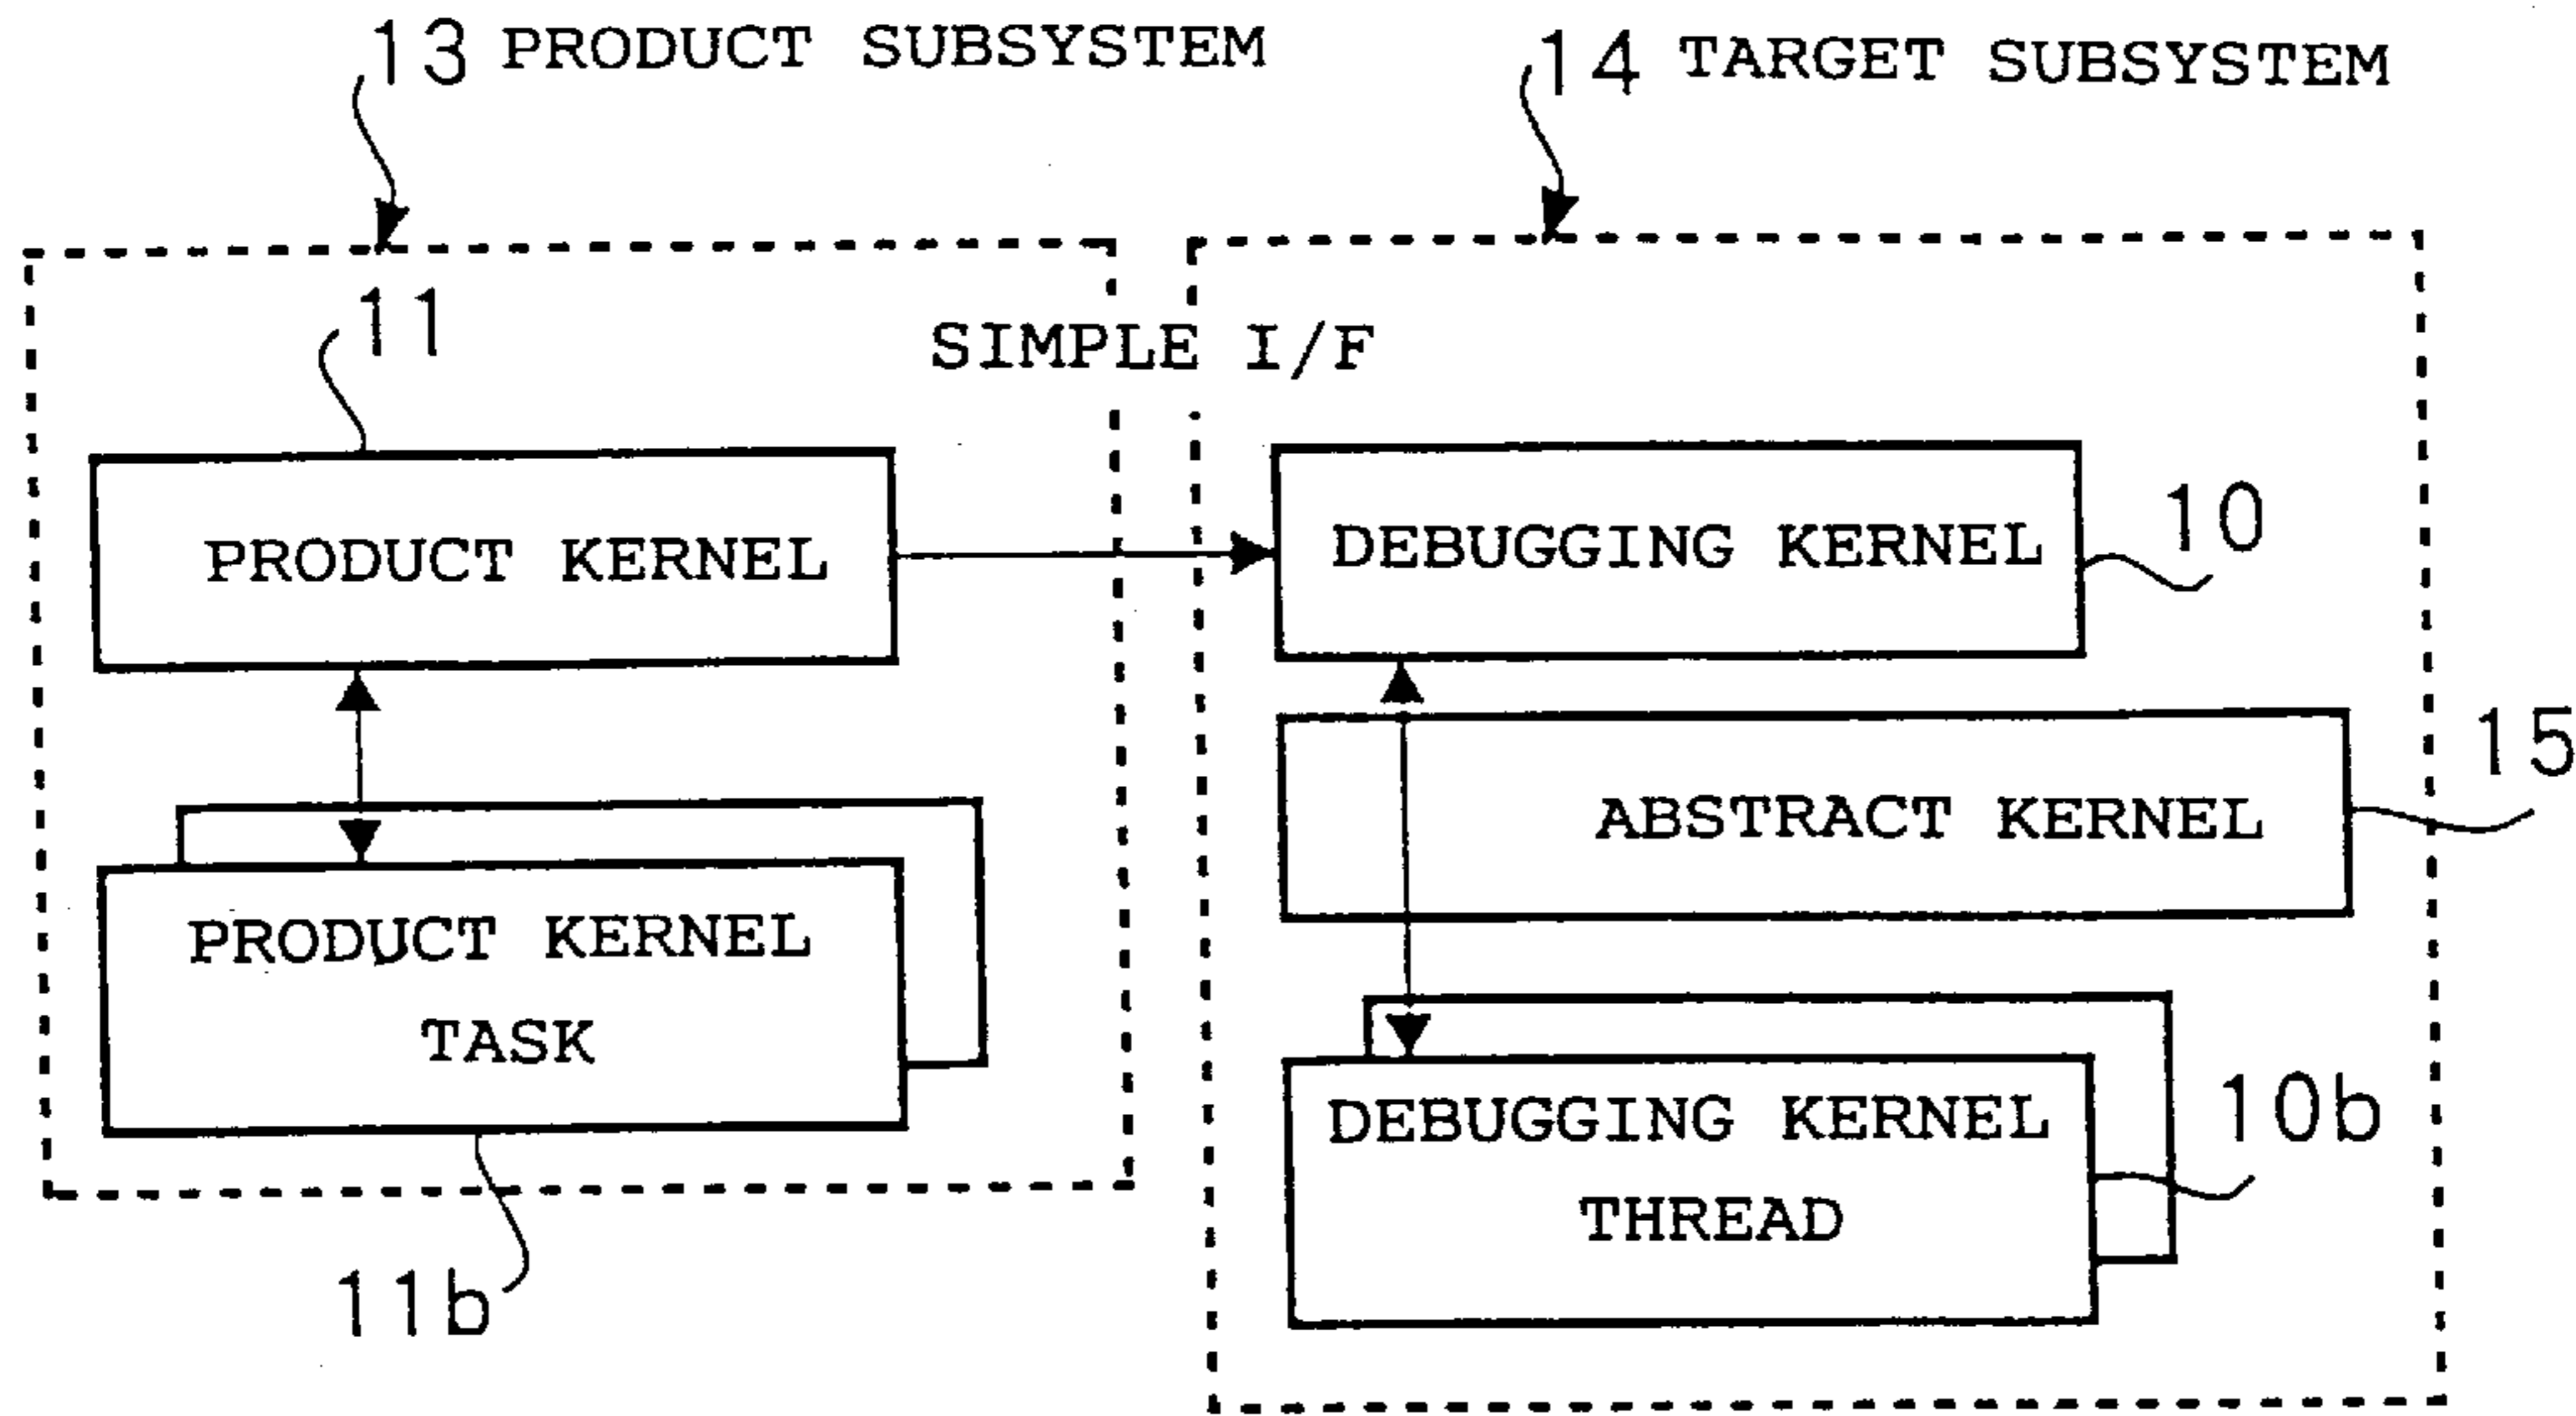 13 PRODUCT SUBSYSTEM
14 TARGET SUBSYSTEM
11
SIMPLE I/F
PRODUCT KERNEL
DEBUGGING KERNEL
10
ABSTRACT KERNEL
15
PRODUCT KERNEL
TASK
11b
DEBUGGING KERNEL
THREAD
10b